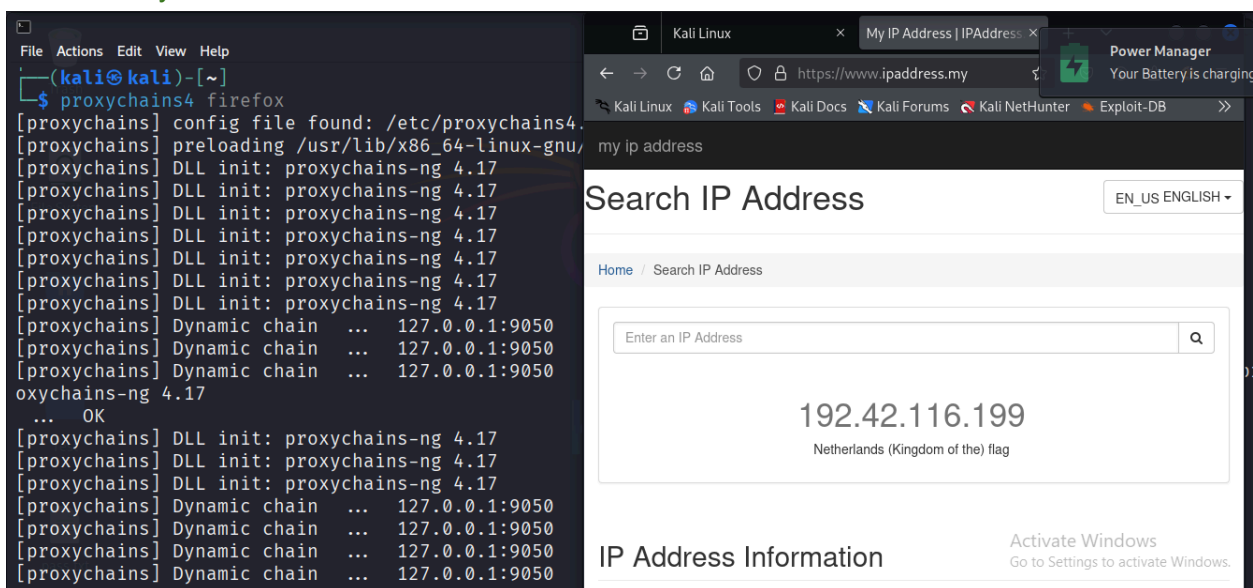 File Actions Edit View Help
(kali㉿kali)-[~]
$ proxychains4 firefox
[proxychains] config file found: /etc/proxychains4.
[proxychains] preloading /usr/lib/x86_64-linux-gnu/
[proxychains] DLL init: proxychains-ng 4.17
[proxychains] DLL init: proxychains-ng 4.17
[proxychains] DLL init: proxychains-ng 4.17
[proxychains] DLL init: proxychains-ng 4.17
[proxychains] DLL init: proxychains-ng 4.17
[proxychains] DLL init: proxychains-ng 4.17
[proxychains] DLL init: proxychains-ng 4.17
[proxychains] Dynamic chain ... 127.0.0.1:9050
[proxychains] Dynamic chain ... 127.0.0.1:9050
[proxychains] Dynamic chain ... 127.0.0.1:9050
oxychains-ng 4.17
... OK
[proxychains] DLL init: proxychains-ng 4.17
[proxychains] DLL init: proxychains-ng 4.17
[proxychains] DLL init: proxychains-ng 4.17
[proxychains] Dynamic chain ... 127.0.0.1:9050
[proxychains] Dynamic chain ... 127.0.0.1:9050
[proxychains] Dynamic chain ... 127.0.0.1:9050
[proxychains] Dynamic chain ... 127.0.0.1:9050
Kali Linux
My IP Address | IPAddress
Power Manager
Your Battery is charging
https://www.ipaddress.my
Kali Linux Kali Tools Kali Docs Kali Forums Kali NetHunter Exploit-DB
my ip address
Search IP Address
EN_US ENGLISH
Home / Search IP Address
Enter an IP Address
192.42.116.199
Netherlands (Kingdom of the) flag
IP Address Information
Activate Windows
Go to Settings to activate Windows.